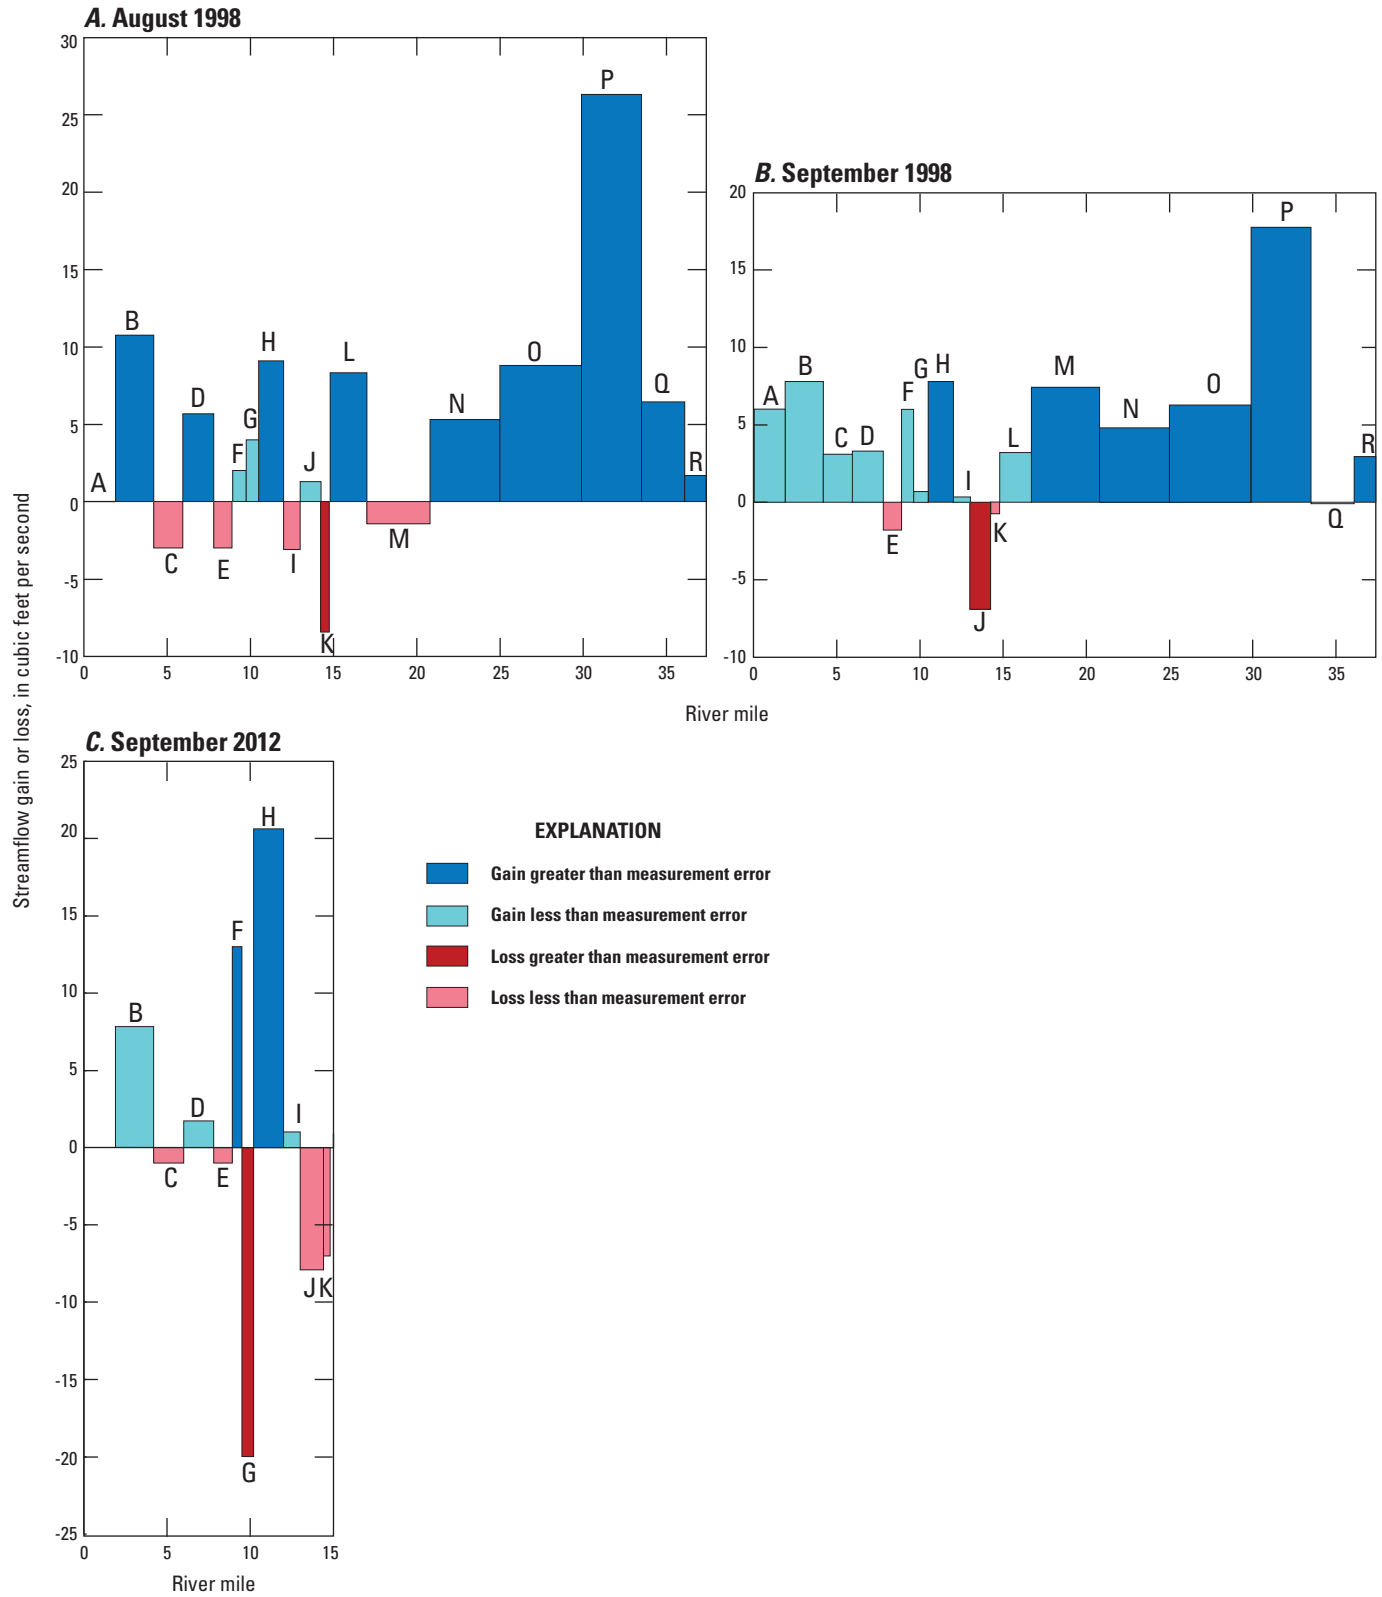 A. August 1998
30
25
20
15
10
5
0
-5
-10
0 5 10 15 20 25 30 35
A B C D E F G H I J K L M N O P Q R
B. September 1998
20
15
10
5
0
-5
-10
0 5 10 15 20 25 30 35
A B C D E F G H I J K L M N O P Q R
River mile
Streamflow gain or loss, in cubic feet per second
C. September 2012
25
20
15
10
5
0
-5
-10
-15
-20
-25
0 5 10 15
B C D E F G H I J K
River mile
EXPLANATION
Gain greater than measurement error
Gain less than measurement error
Loss greater than measurement error
Loss less than measurement error